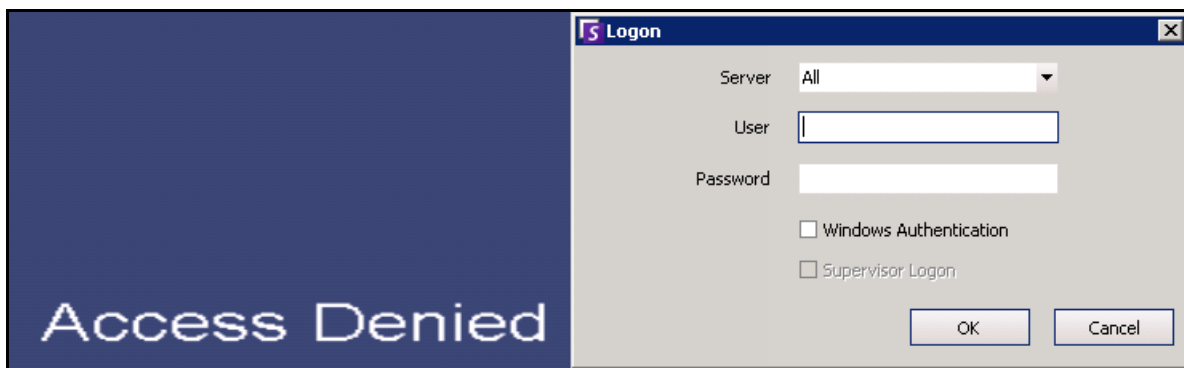 Access Denied
Logon
Server All
User
Password
Windows Authentication
Supervisor Logon
OK Cancel